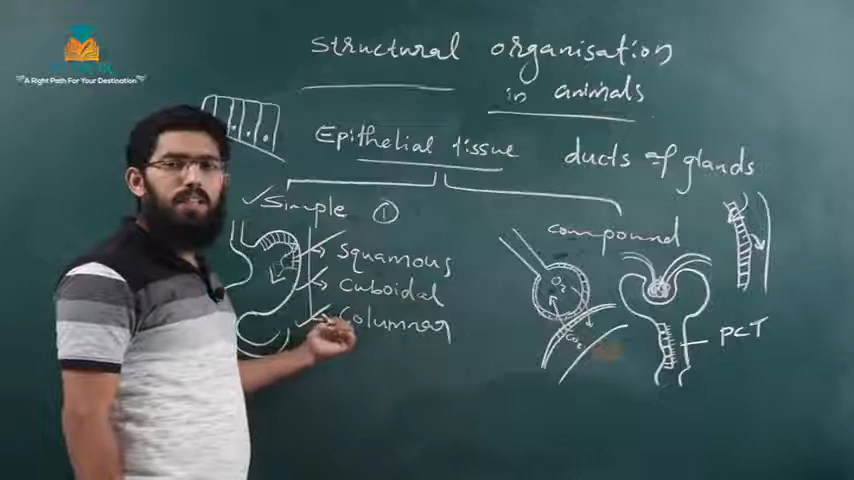 A Right Path For Your Destination
Structural organisation
in animals
Epithelial tissue
ducts of glands
✓Simple ①
compound
Squamous
Cuboidal
Columnar
O₂
CO₂
PCT